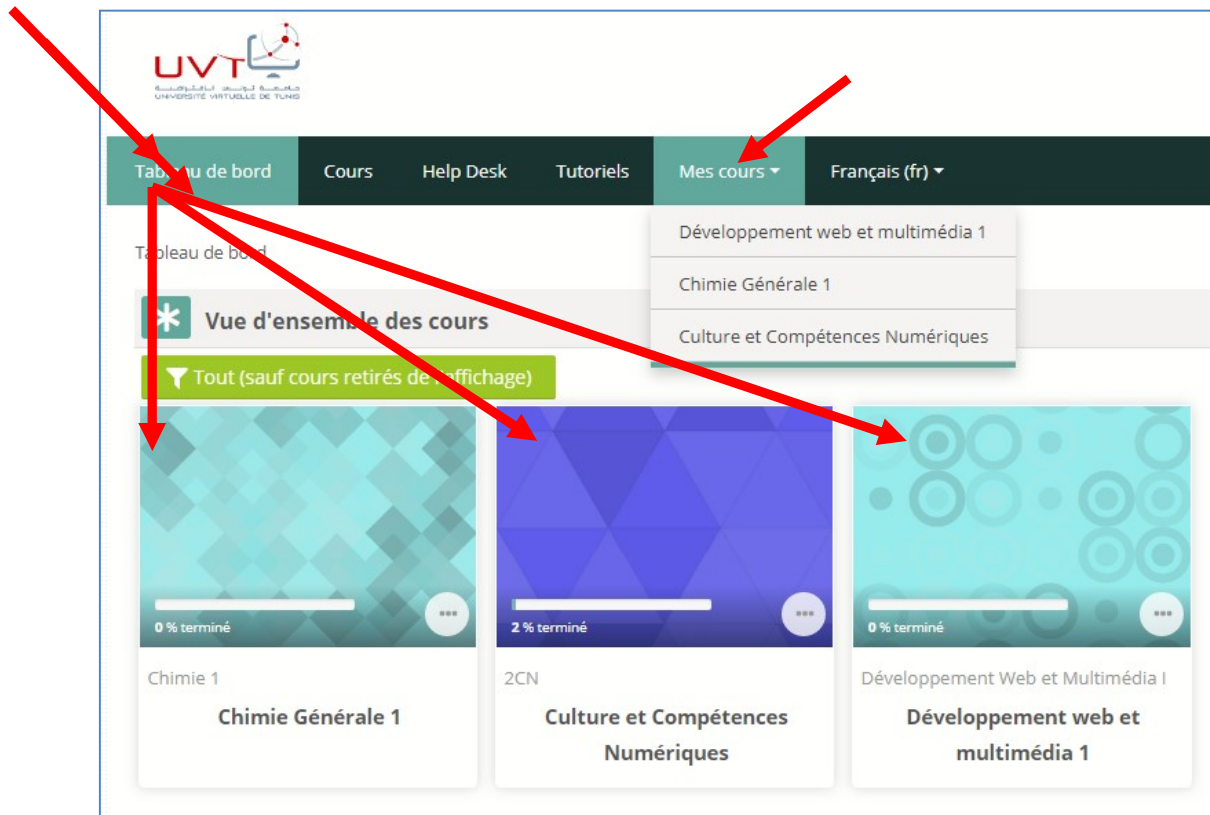 UVT
جامعة تونس الافتراضية
UNIVERSITÉ VIRTUELLE DE TUNIS
Tableau de bord Cours Help Desk Tutoriels Mes cours Français (fr)
Développement web et multimédia 1
Tableau de bord
Chimie Générale 1
Vue d'ensemble des cours
Culture et Compétences Numériques
Tout (sauf cours retirés de l'affichage)
0 % terminé
2 % terminé
0 % terminé
Chimie 1
Chimie Générale 1
2CN
Culture et Compétences
Numériques
Développement Web et Multimédia I
Développement web et
multimédia 1